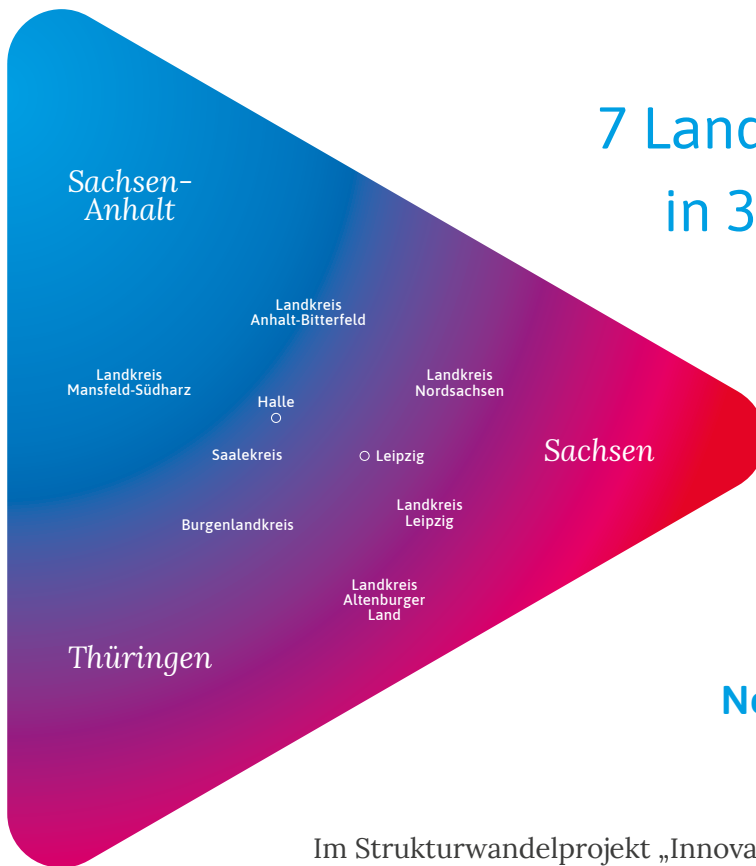 7 Land
in 3
Sachsen-
Anhalt
Landkreis
Anhalt-Bitterfeld
Landkreis
Mansfeld-Südharz
Landkreis
Nordsachsen
Halle
Saalekreis
Leipzig
Sachsen
Landkreis
Leipzig
Burgenlandkreis
Landkreis
Altenburger
Land
Thüringen
Ne
Im Strukturwandelprojekt „Innova